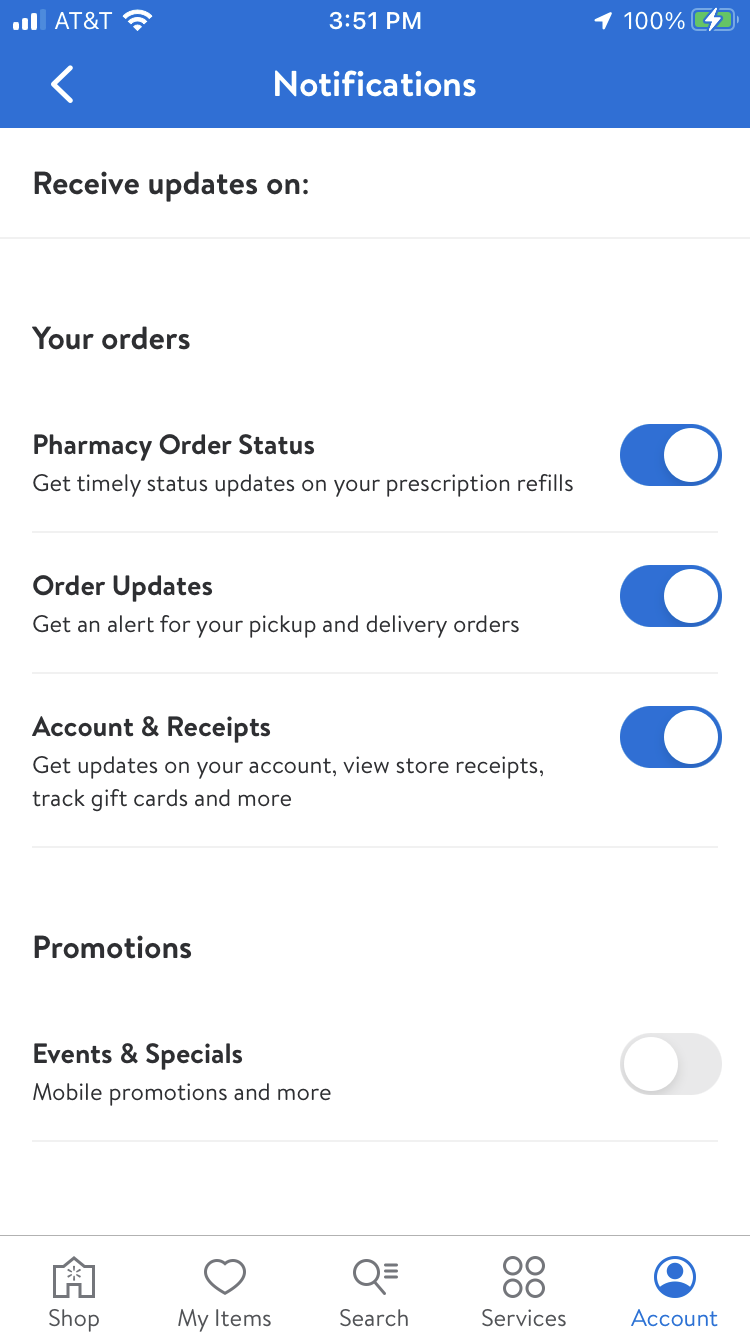 AT&T 3:51 PM 100%
Notifications
Receive updates on:
Your orders
Pharmacy Order Status
Get timely status updates on your prescription refills
Order Updates
Get an alert for your pickup and delivery orders
Account & Receipts
Get updates on your account, view store receipts,
track gift cards and more
Promotions
Events & Specials
Mobile promotions and more
Shop My Items Search Services Account